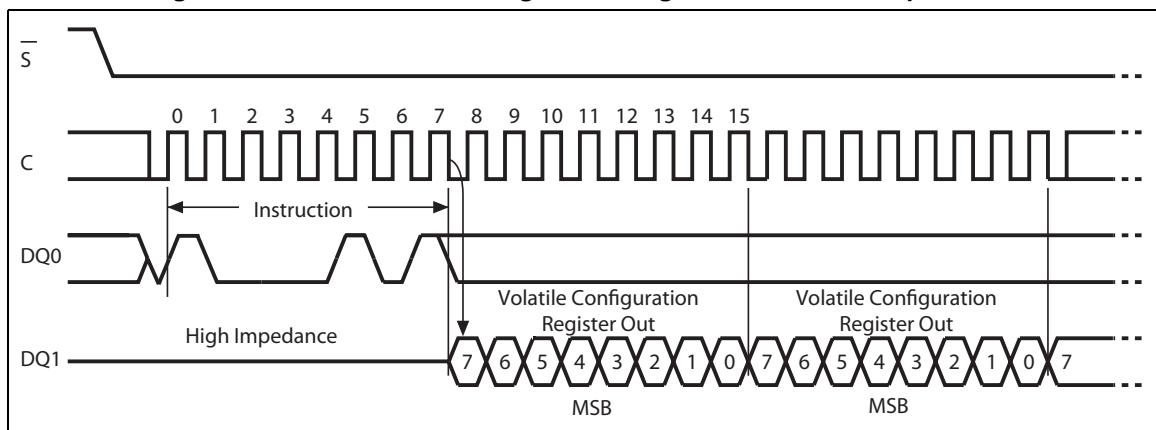 S
0 1 2 3 4 5 6 7 8 9 10 11 12 13 14 15
C
Instruction
DQ0
Volatile Configuration Register Out
Volatile Configuration Register Out
High Impedance
DQ1
7 6 5 4 3 2 1 0 7 6 5 4 3 2 1 0 7
MSB
MSB